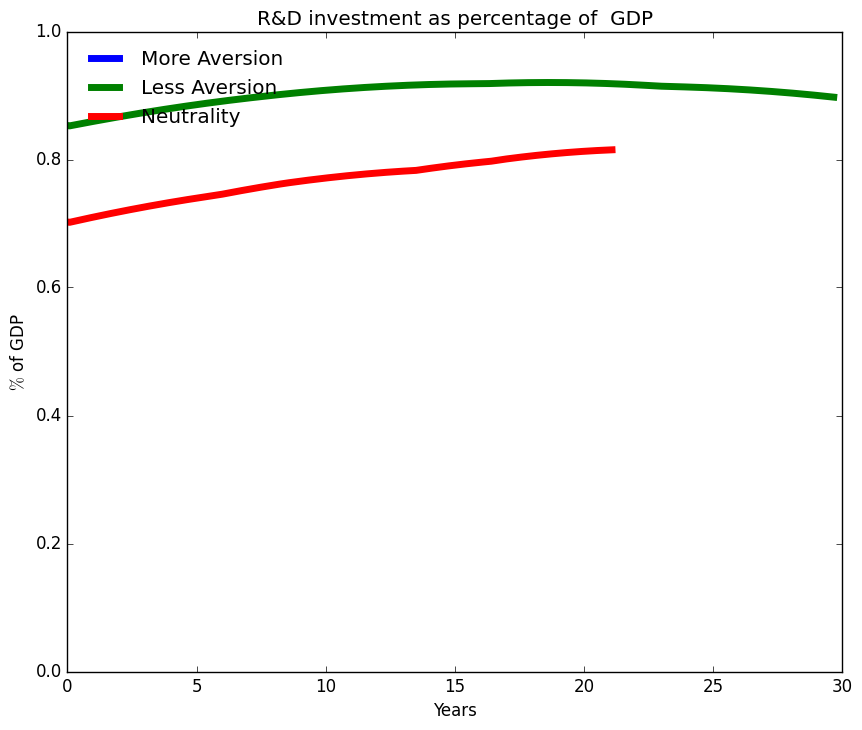 R&D investment as percentage of  GDP
1.0
0.8
0.6
0.4
0.2
0.0
% of GDP
More Aversion
Less Aversion
Neutrality
0 5 10 15 20 25 30
Years